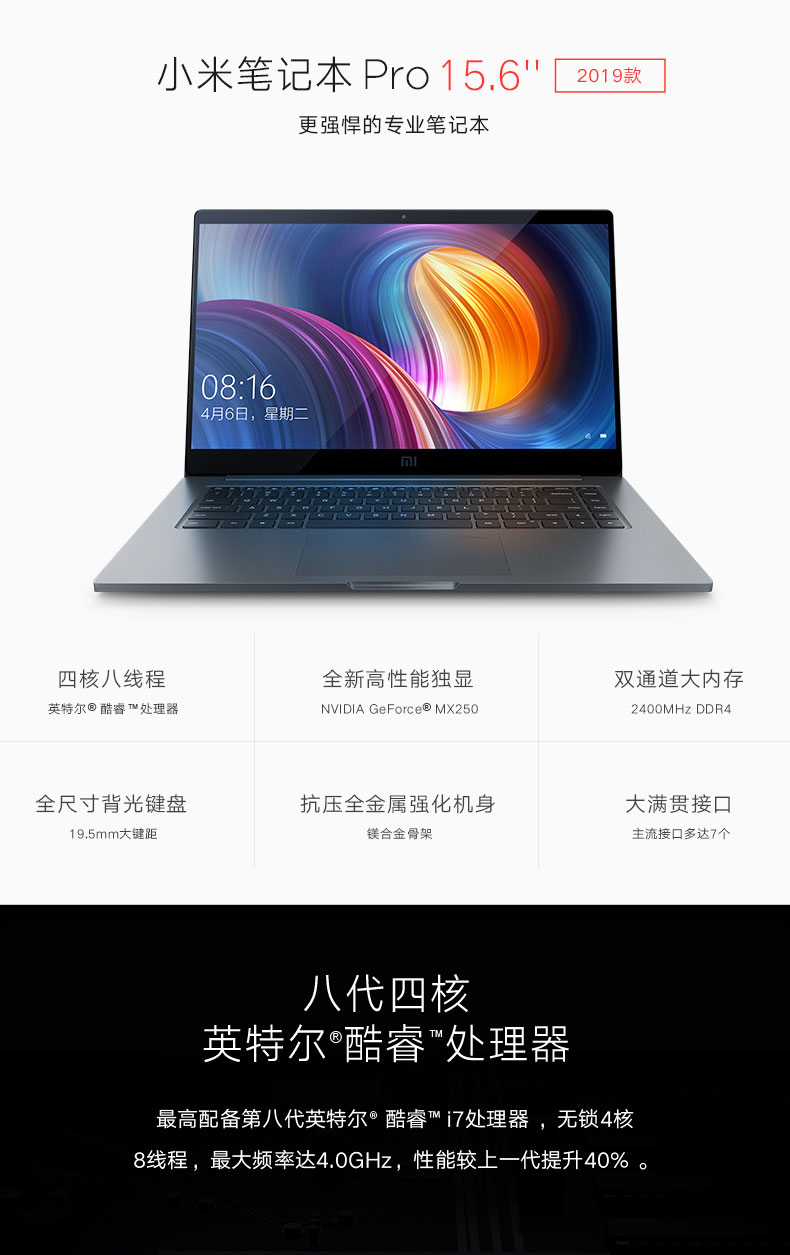 小米笔记本 Pro 15.6" 2019款
更强悍的专业笔记本
08:16
4月6日，星期二
mi
四核八线程
英特尔® 酷睿™处理器
全新高性能独显
NVIDIA GeForce® MX250
双通道大内存
2400MHz DDR4
全尺寸背光键盘
19.5mm大键距
抗压全金属强化机身
镁合金骨架
大满贯接口
主流接口多达7个
八代四核
英特尔®酷睿™处理器
最高配备第八代英特尔® 酷睿™ i7处理器 ，无锁4核
8线程，最大频率达4.0GHz，性能较上一代提升40% 。